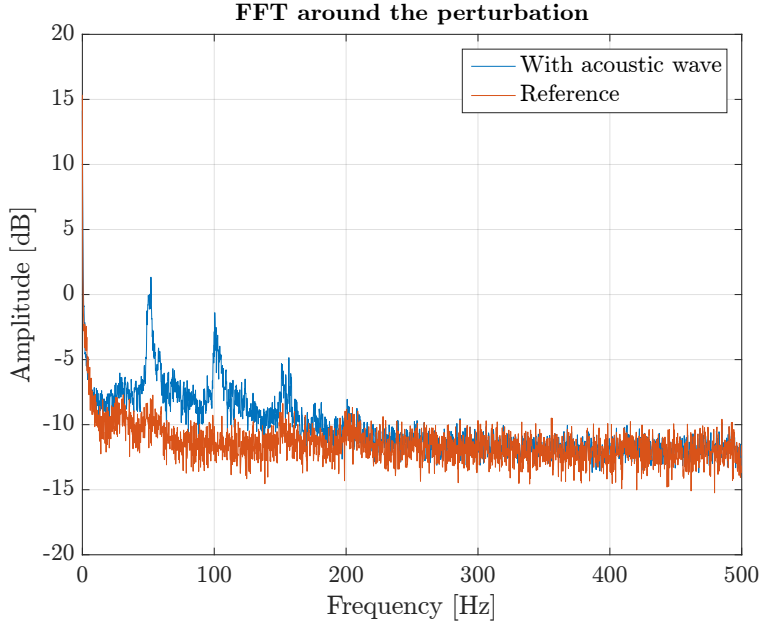 FFT around the perturbation
With acoustic wave
Reference
20
15
10
5
0
-5
-10
-15
-20
Amplitude [dB]
0 100 200 300 400 500
Frequency [Hz]